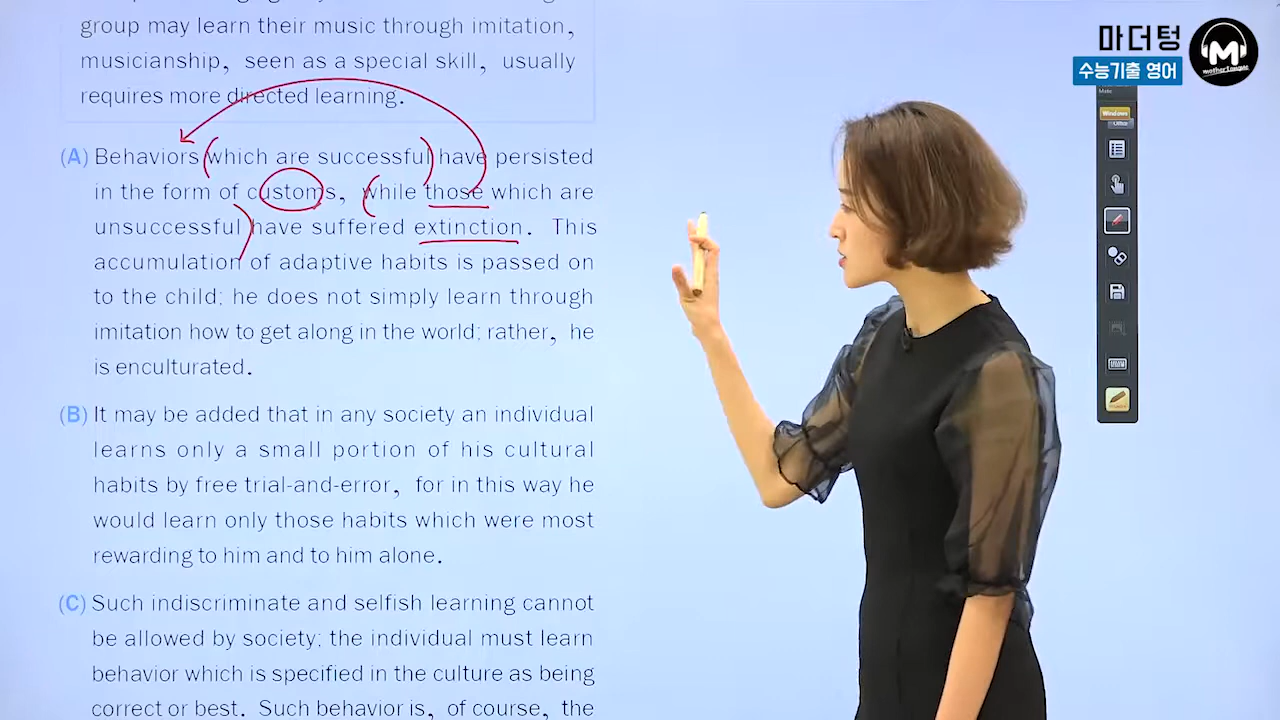 group may learn their music through imitation,
musicianship, seen as a special skill, usually
requires more directed learning.
(A) Behaviors which are successful have persisted
in the form of customs, while those which are
unsuccessful have suffered extinction. This
accumulation of adaptive habits is passed on
to the child; he does not simply learn through
imitation how to get along in the world; rather, he
is enculturated.
(B) It may be added that in any society an individual
learns only a small portion of his cultural
habits by free trial-and-error, for in this way he
would learn only those habits which were most
rewarding to him and to him alone.
(C) Such indiscriminate and selfish learning cannot
be allowed by society; the individual must learn
behavior which is specified in the culture as being
correct or best. Such behavior is, of course, the
마더텅
수능기출 영어
M
mothertongue
Windows
Office